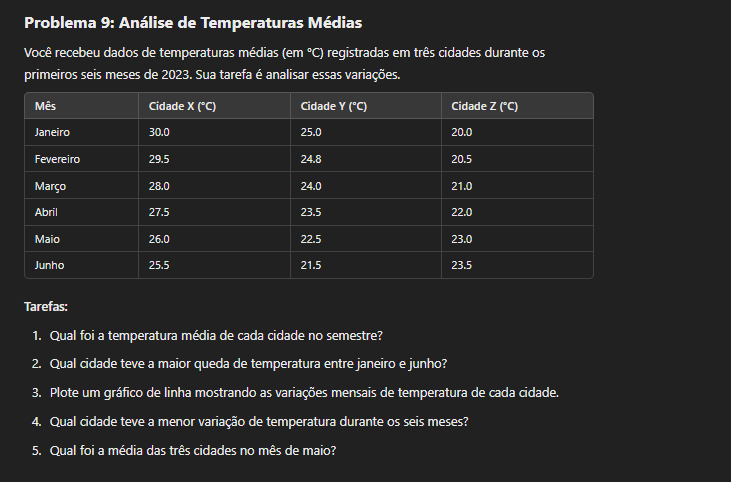 Problema 9: Análise de Temperaturas Médias
Você recebeu dados de temperaturas médias (em °C) registradas em três cidades durante os
primeiros seis meses de 2023. Sua tarefa é analisar essas variações.
Mês Cidade X (°C) Cidade Y (°C) Cidade Z (°C)
Janeiro 30.0 25.0 20.0
Fevereiro 29.5 24.8 20.5
Março 28.0 24.0 21.0
Abril 27.5 23.5 22.0
Maio 26.0 22.5 23.0
Junho 25.5 21.5 23.5
Tarefas:
1. Qual foi a temperatura média de cada cidade no semestre?
2. Qual cidade teve a maior queda de temperatura entre janeiro e junho?
3. Plote um gráfico de linha mostrando as variações mensais de temperatura de cada cidade.
4. Qual cidade teve a menor variação de temperatura durante os seis meses?
5. Qual foi a média das três cidades no mês de maio?